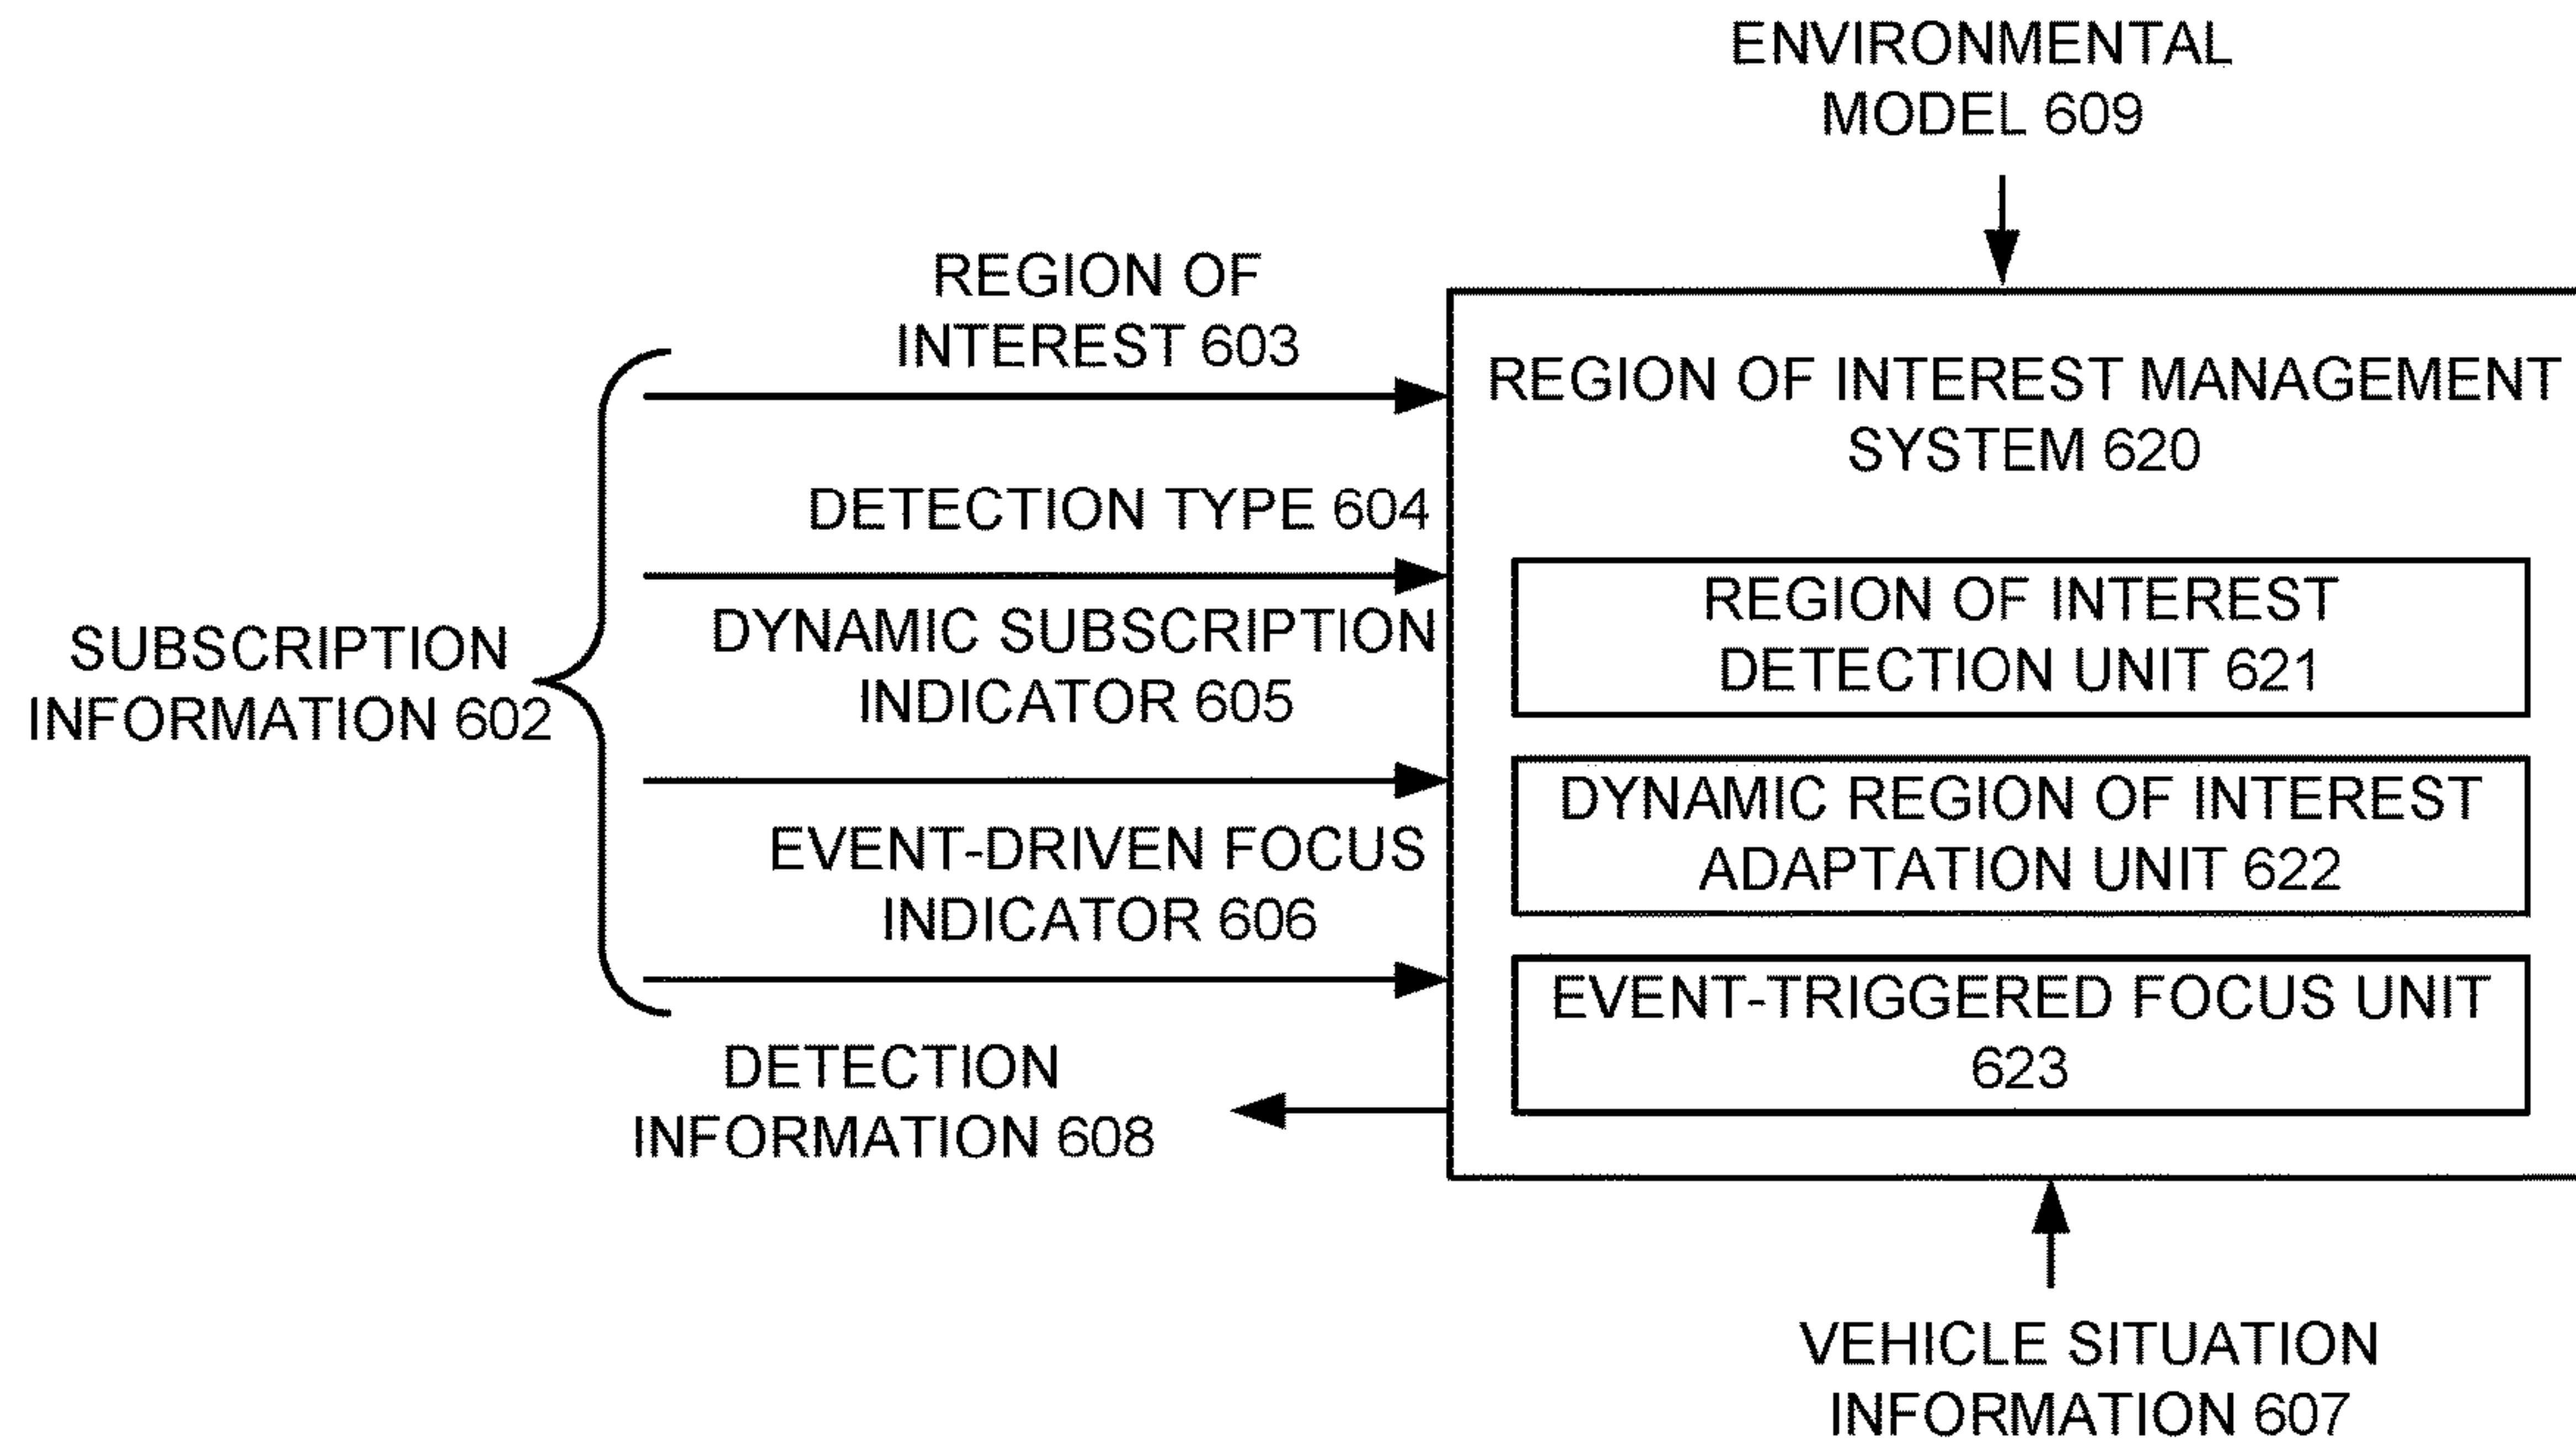 ENVIRONMENTAL
MODEL 609
REGION OF
INTEREST 603
REGION OF INTEREST MANAGEMENT
SYSTEM 620
DETECTION TYPE 604
DYNAMIC SUBSCRIPTION
INDICATOR 605
SUBSCRIPTION
INFORMATION 602
REGION OF INTEREST
DETECTION UNIT 621
DYNAMIC REGION OF INTEREST
ADAPTATION UNIT 622
EVENT-DRIVEN FOCUS
INDICATOR 606
EVENT-TRIGGERED FOCUS UNIT
623
DETECTION
INFORMATION 608
VEHICLE SITUATION
INFORMATION 607